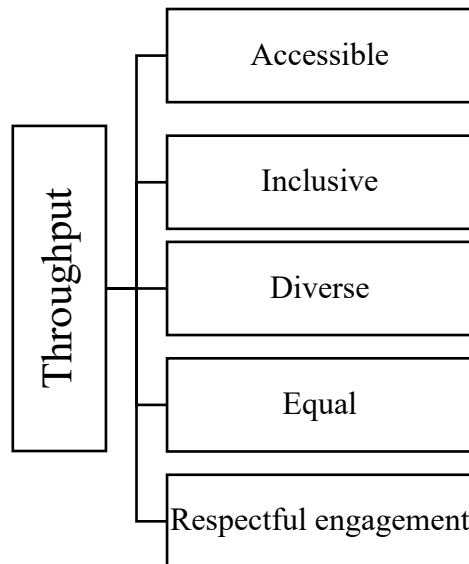 Throughput
Accessible
Inclusive
Diverse
Equal
Respectful engagement